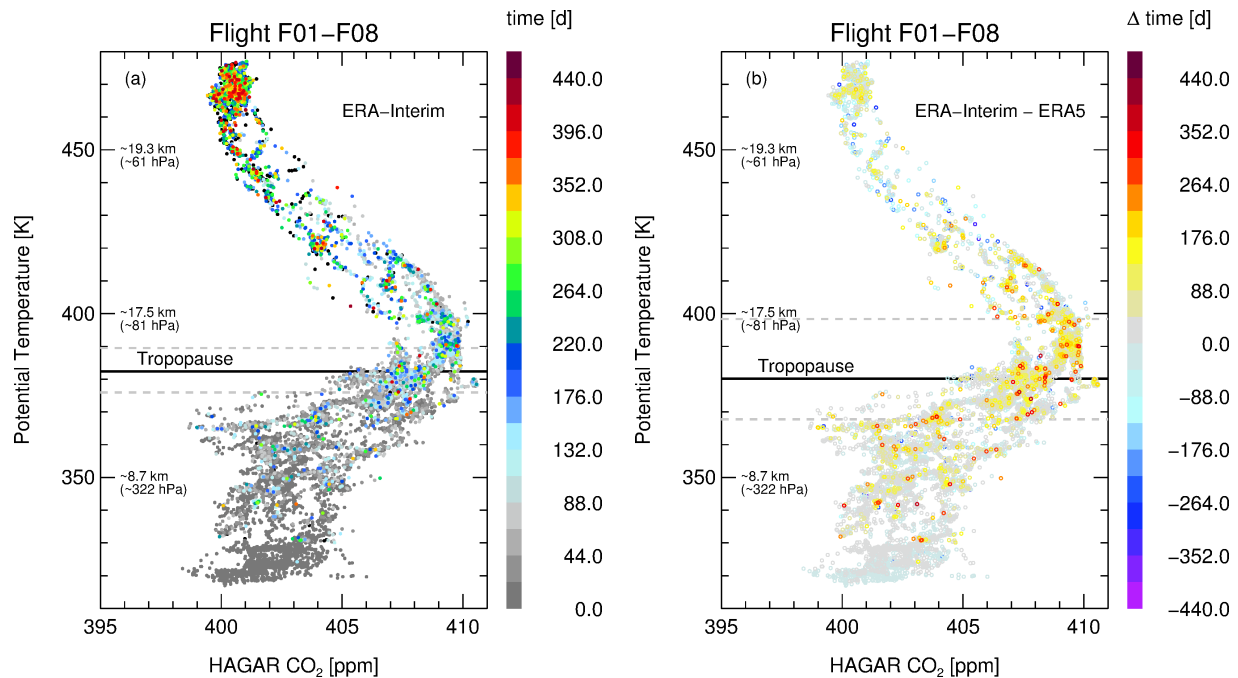 time [d]
Flight F01−F08
(a)
ERA−Interim
~19.3 km
(~61 hPa)
~17.5 km
(~81 hPa)
Tropopause
~8.7 km
(~322 hPa)
450
400
350
Potential Temperature [K]
395
400
405
410
HAGAR CO₂ [ppm]
440.0
396.0
352.0
308.0
264.0
220.0
176.0
132.0
88.0
44.0
0.0
Δ time [d]
Flight F01−F08
(b)
ERA−Interim − ERA5
~19.3 km
(~61 hPa)
~17.5 km
(~81 hPa)
Tropopause
~8.7 km
(~322 hPa)
450
400
350
Potential Temperature [K]
395
400
405
410
HAGAR CO₂ [ppm]
440.0
352.0
264.0
176.0
88.0
0.0
−88.0
−176.0
−264.0
−352.0
−440.0